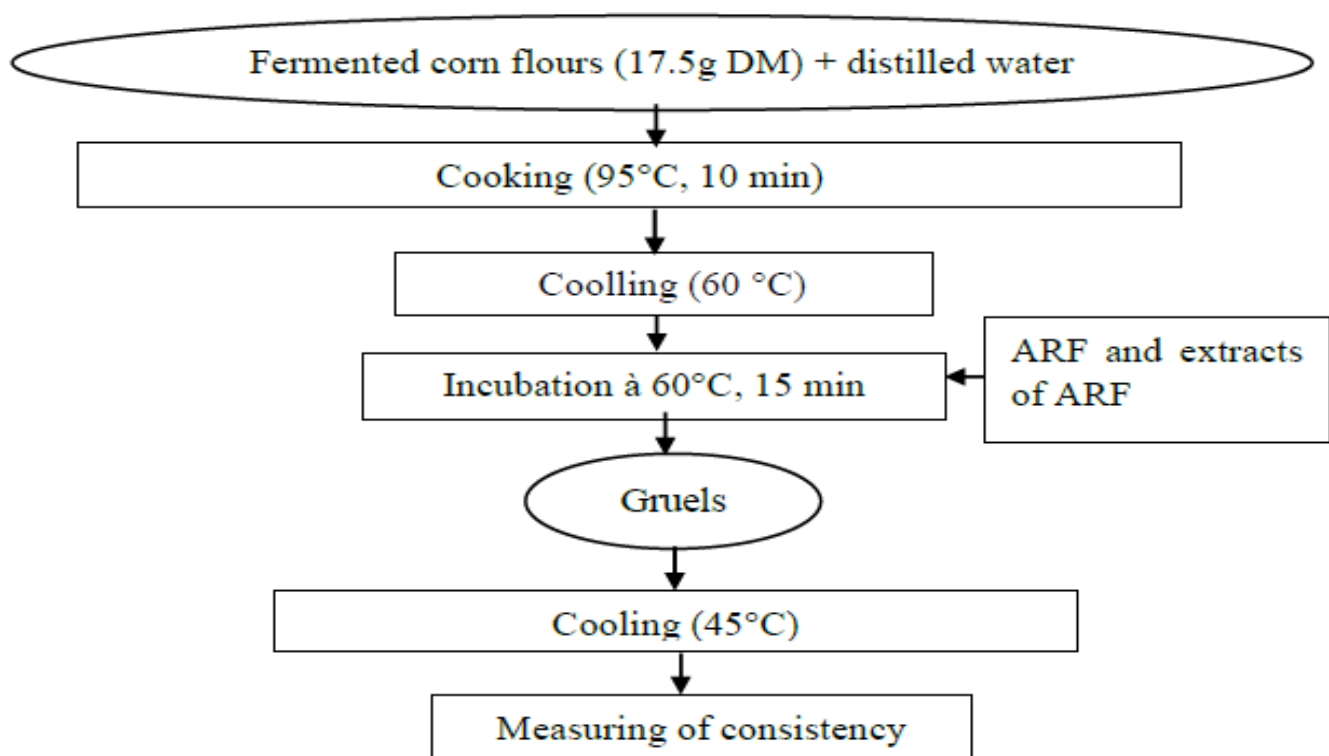 Fermented corn flours (17.5g DM) + distilled water
Cooking (95°C, 10 min)
Coolling (60 °C)
ARF and extracts
of ARF
Incubation à 60°C, 15 min
Gruels
Cooling (45°C)
Measuring of consistency